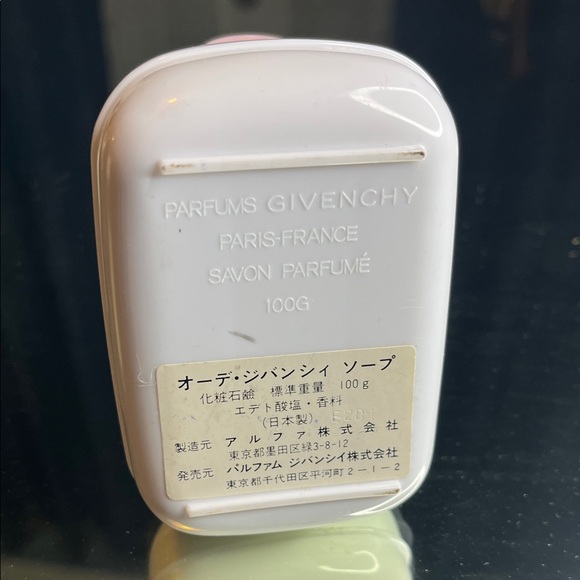 PARFUMS GIVENCHY
PARIS-FRANCE
SAVON PARFUMÉ
100G
オーデ・ジバンシィ ソープ
化粧石鹸 標準重量 100g
エデト酸塩・香料
(日本製)
製造元 アルファ株式会社
東京都墨田区緑3-8-12
発売元 パルファム ジバンシイ株式会社
東京都千代田区平河町2-1-2